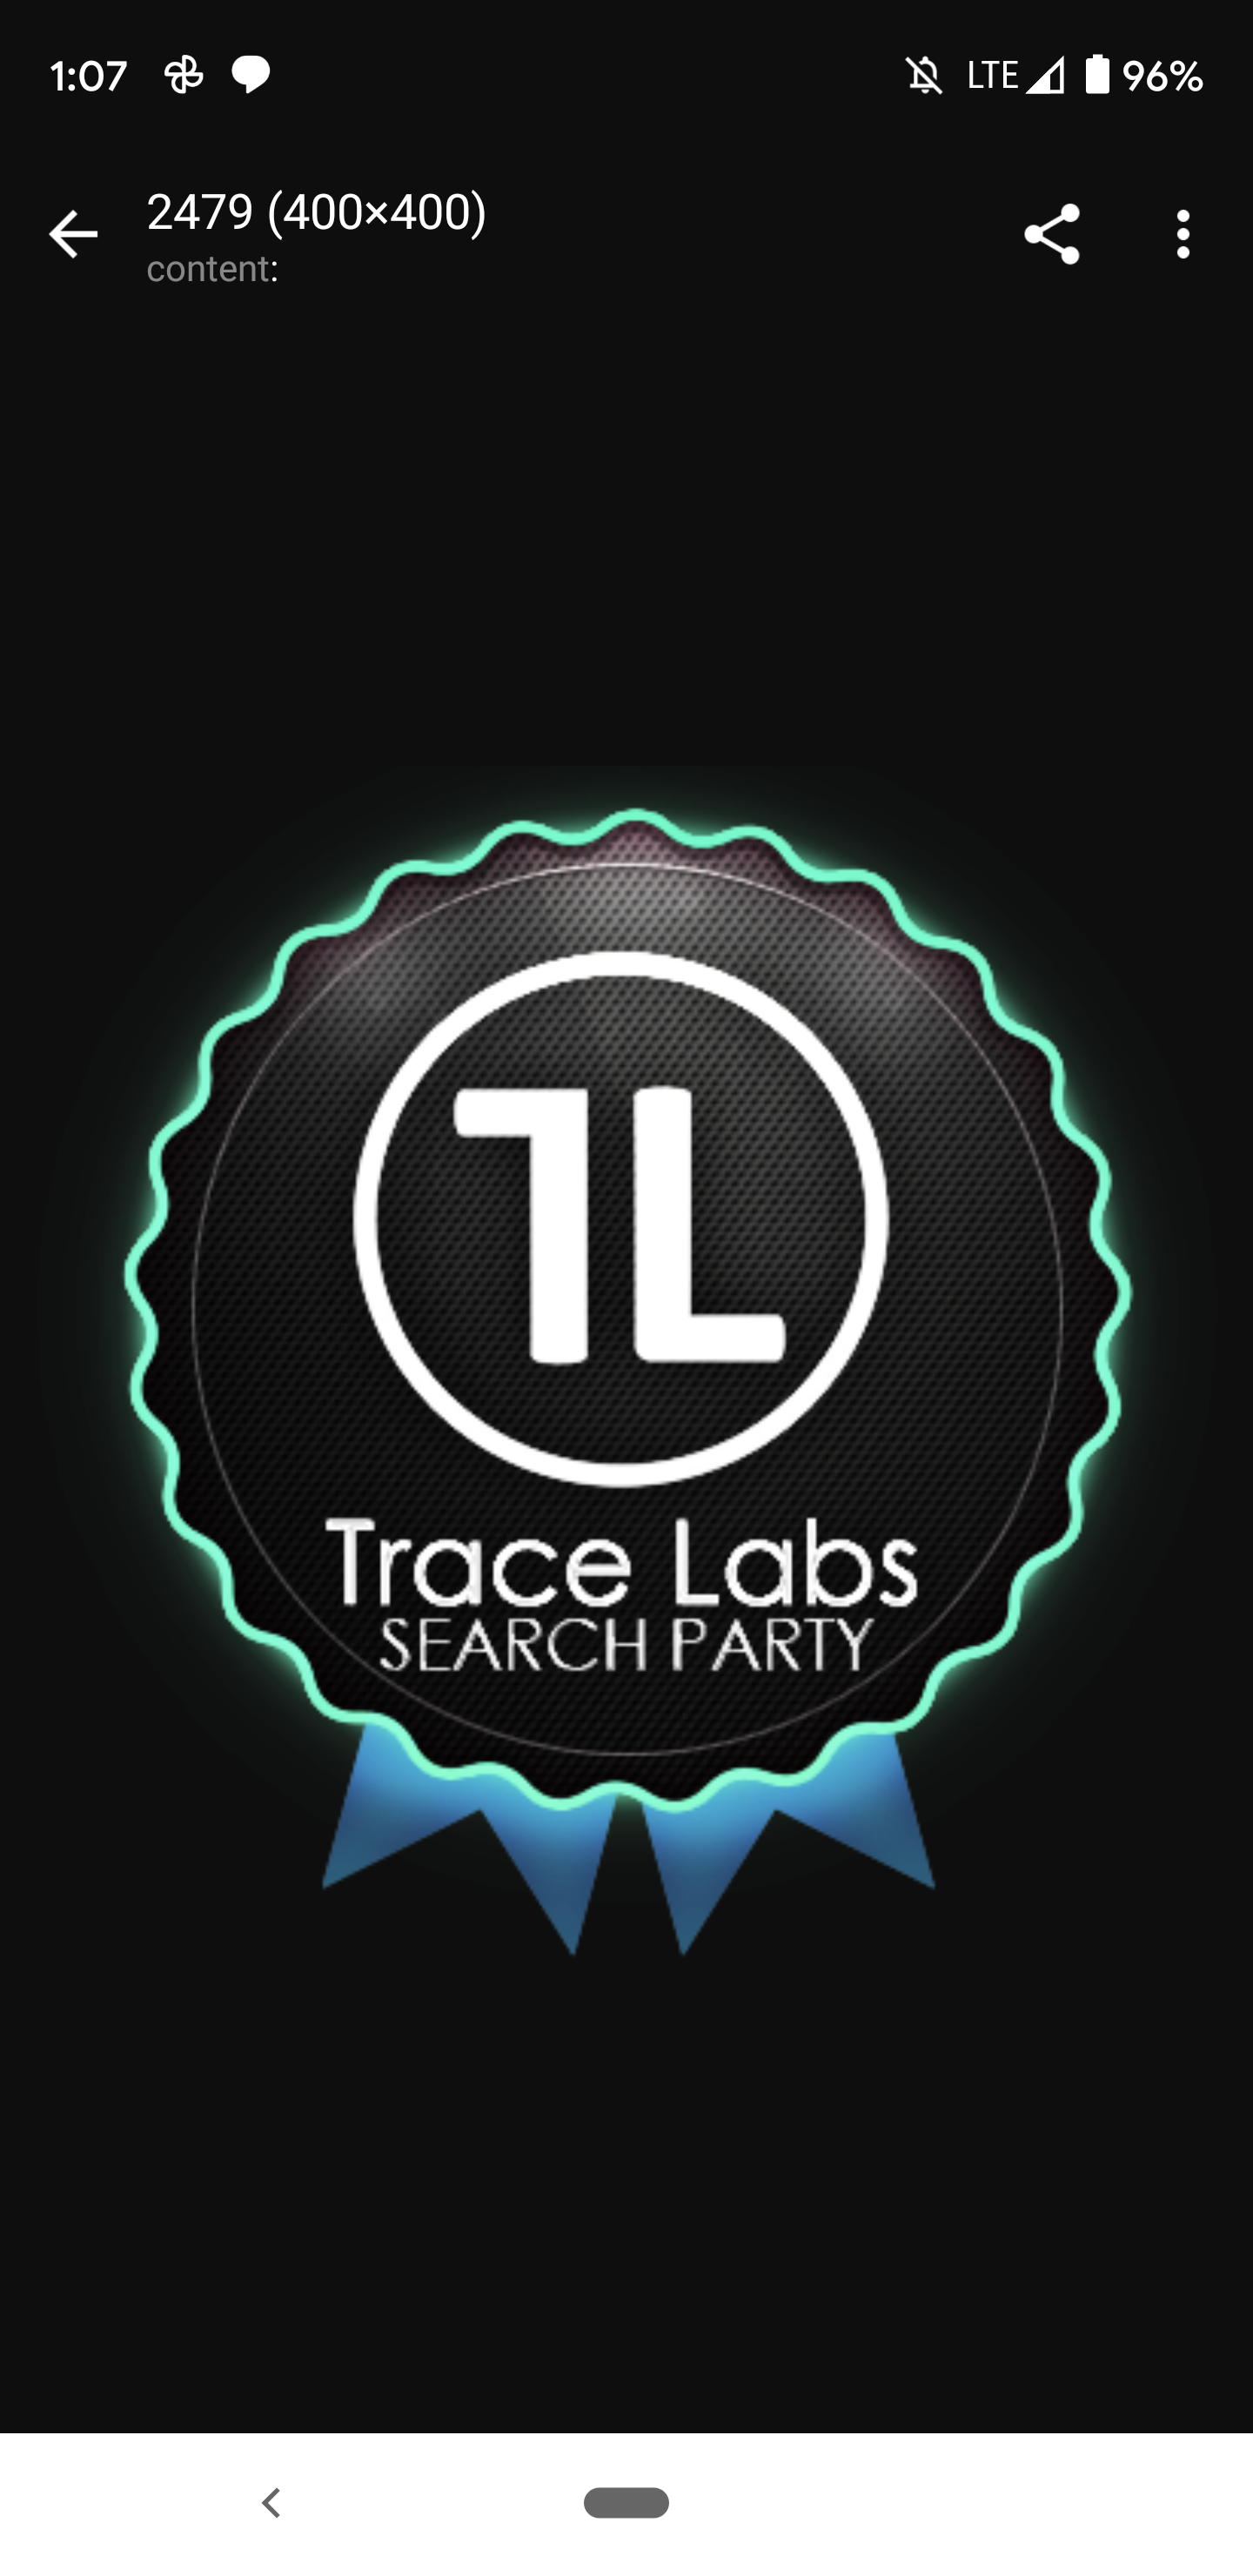 1:07 LTE 96%
2479 (400×400)
content:
TL
Trace Labs
SEARCH PARTY